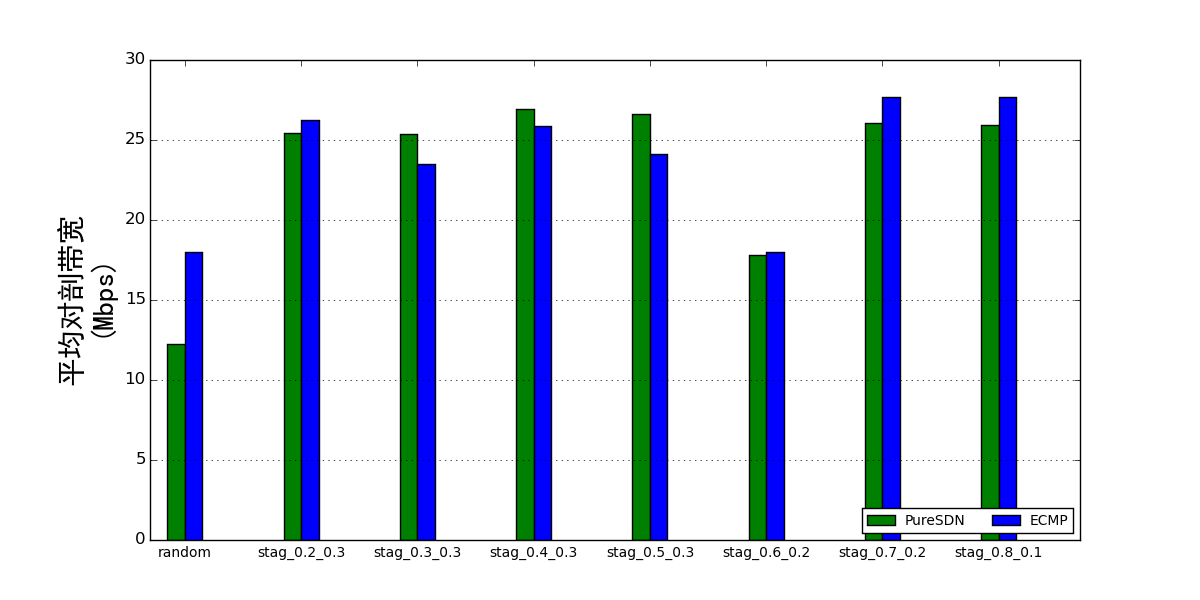 平均对剖带宽
(Mbps)
30
25
20
15
10
5
0
random
stag_0.2_0.3
stag_0.3_0.3
stag_0.4_0.3
stag_0.5_0.3
stag_0.6_0.2
stag_0.7_0.2
stag_0.8_0.1
PureSDN
ECMP